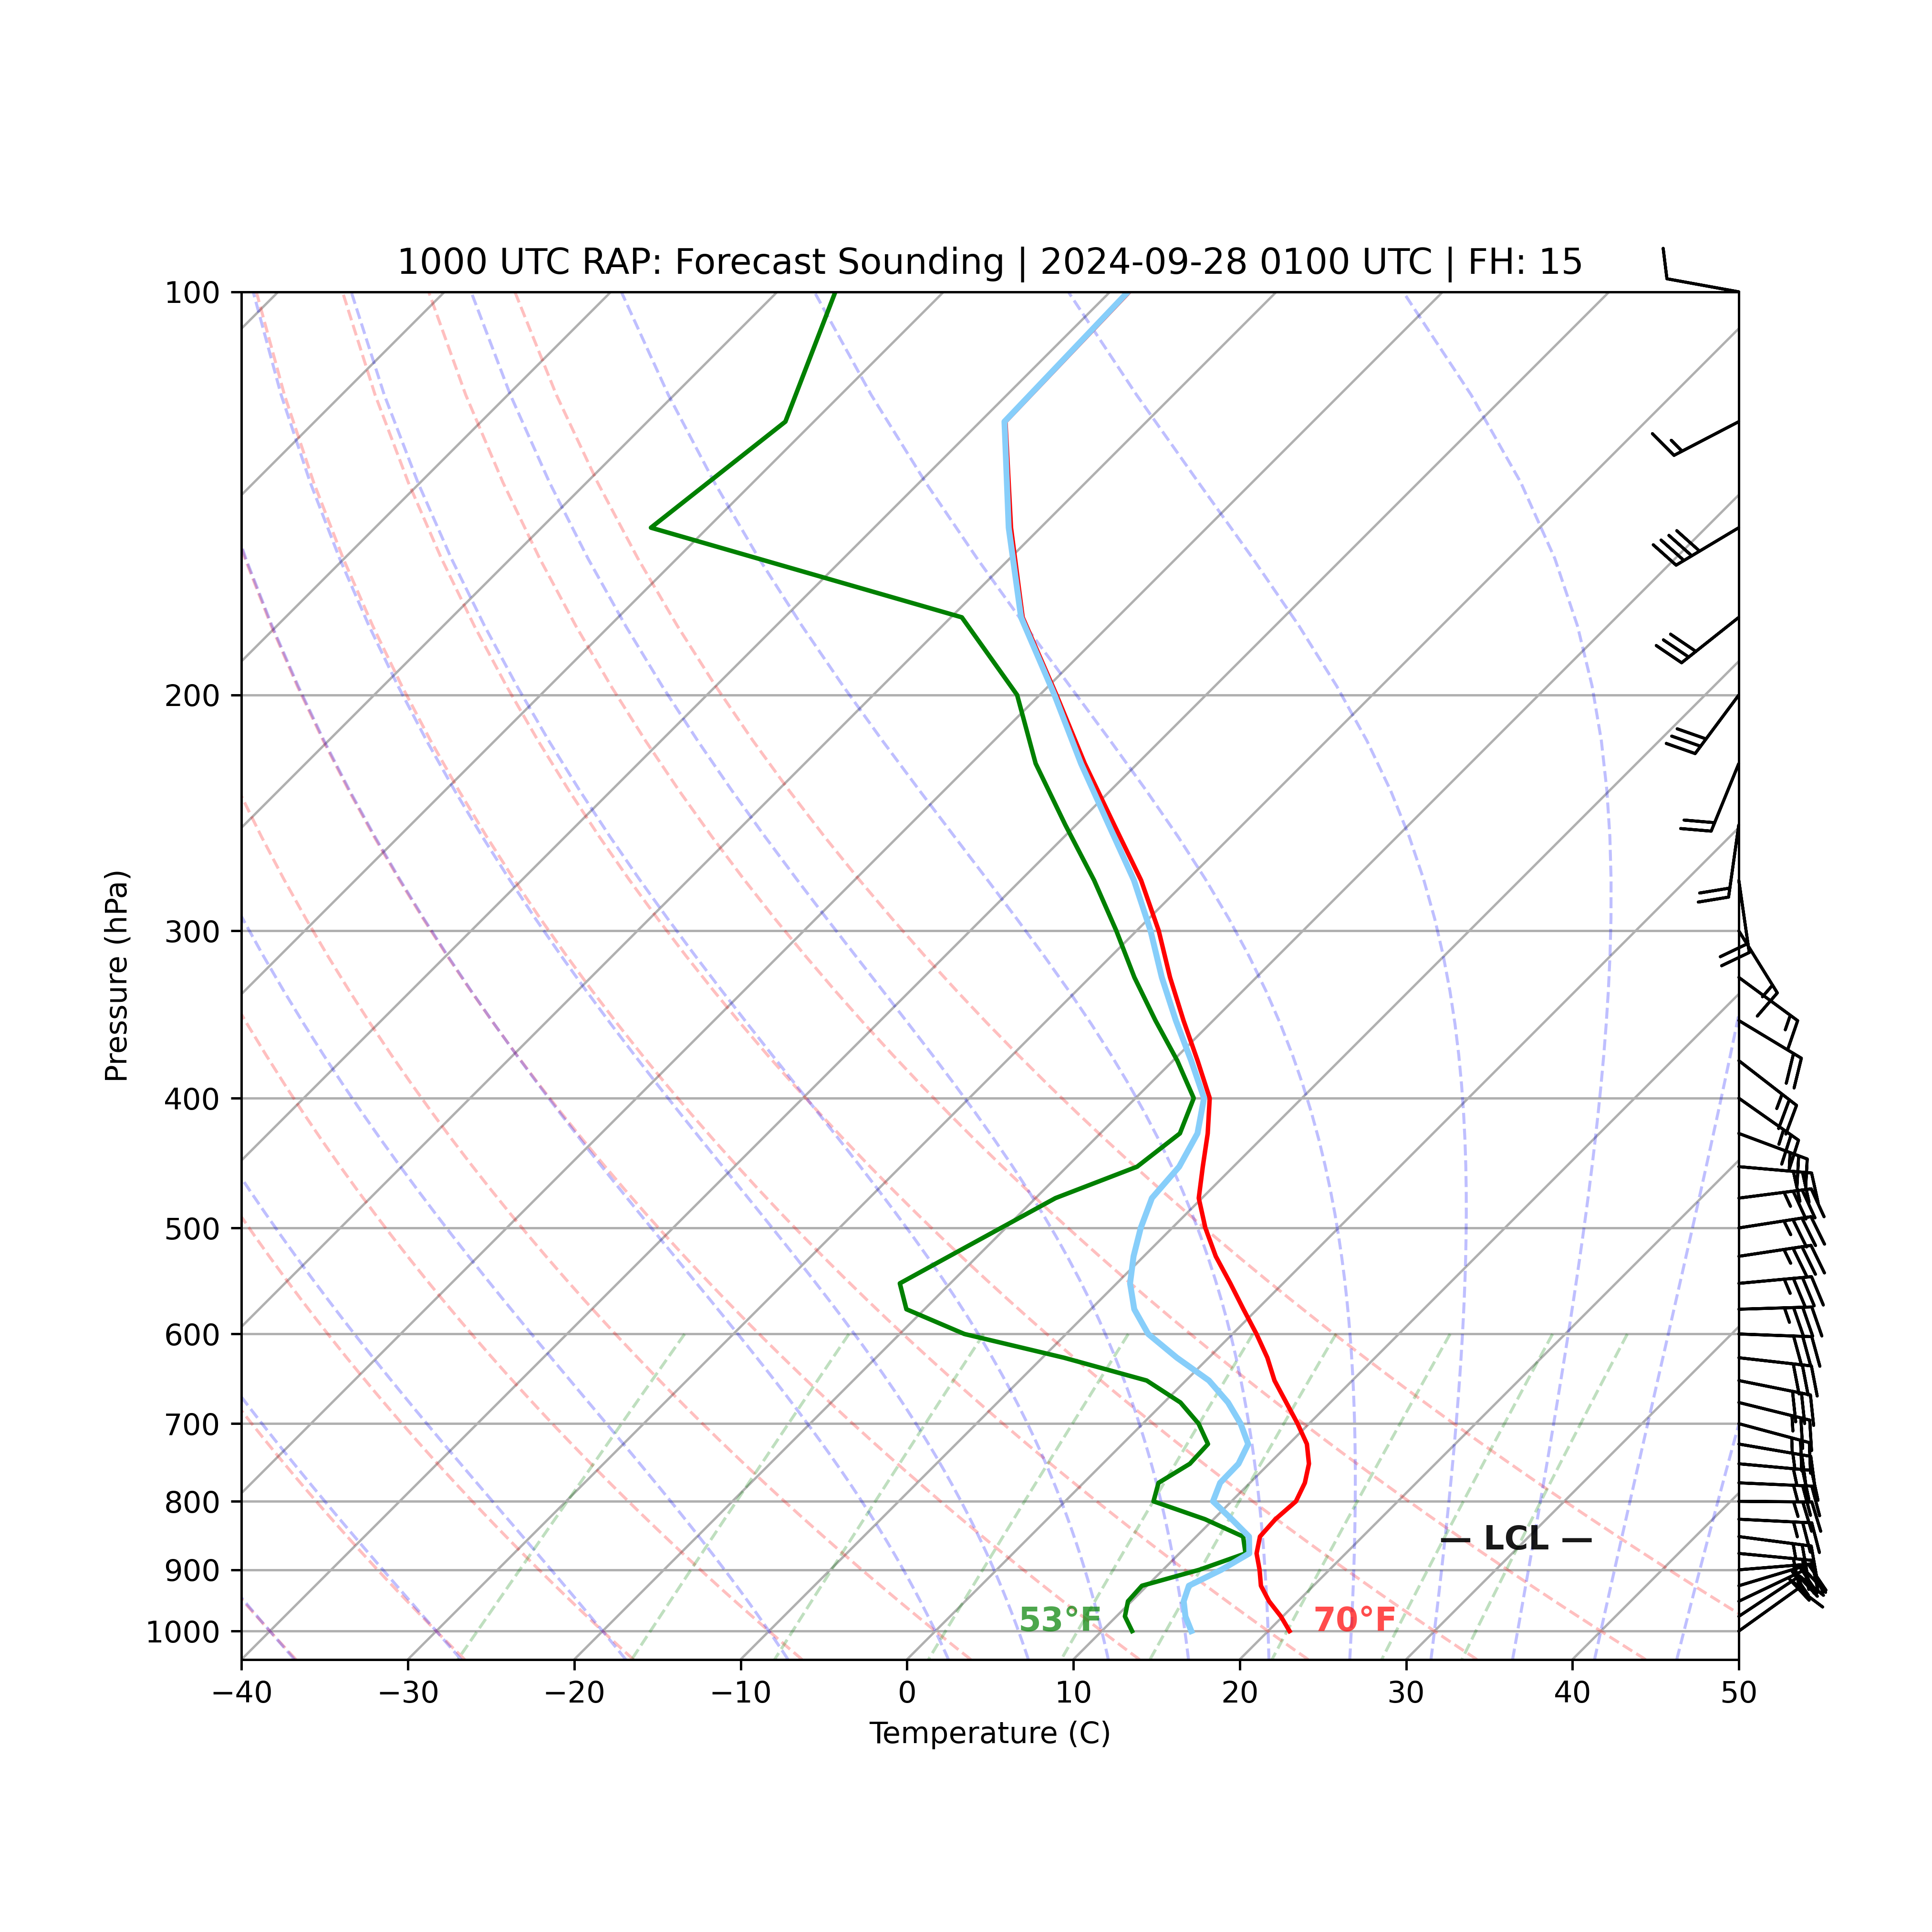 1000 UTC RAP: Forecast Sounding | 2024-09-28 0100 UTC | FH: 15
100
200
300
400
500
600
700
800
900
1000
Pressure (hPa)
— LCL —
53°F
70°F
−40 −30 −20 −10 0 10 20 30 40 50
Temperature (C)